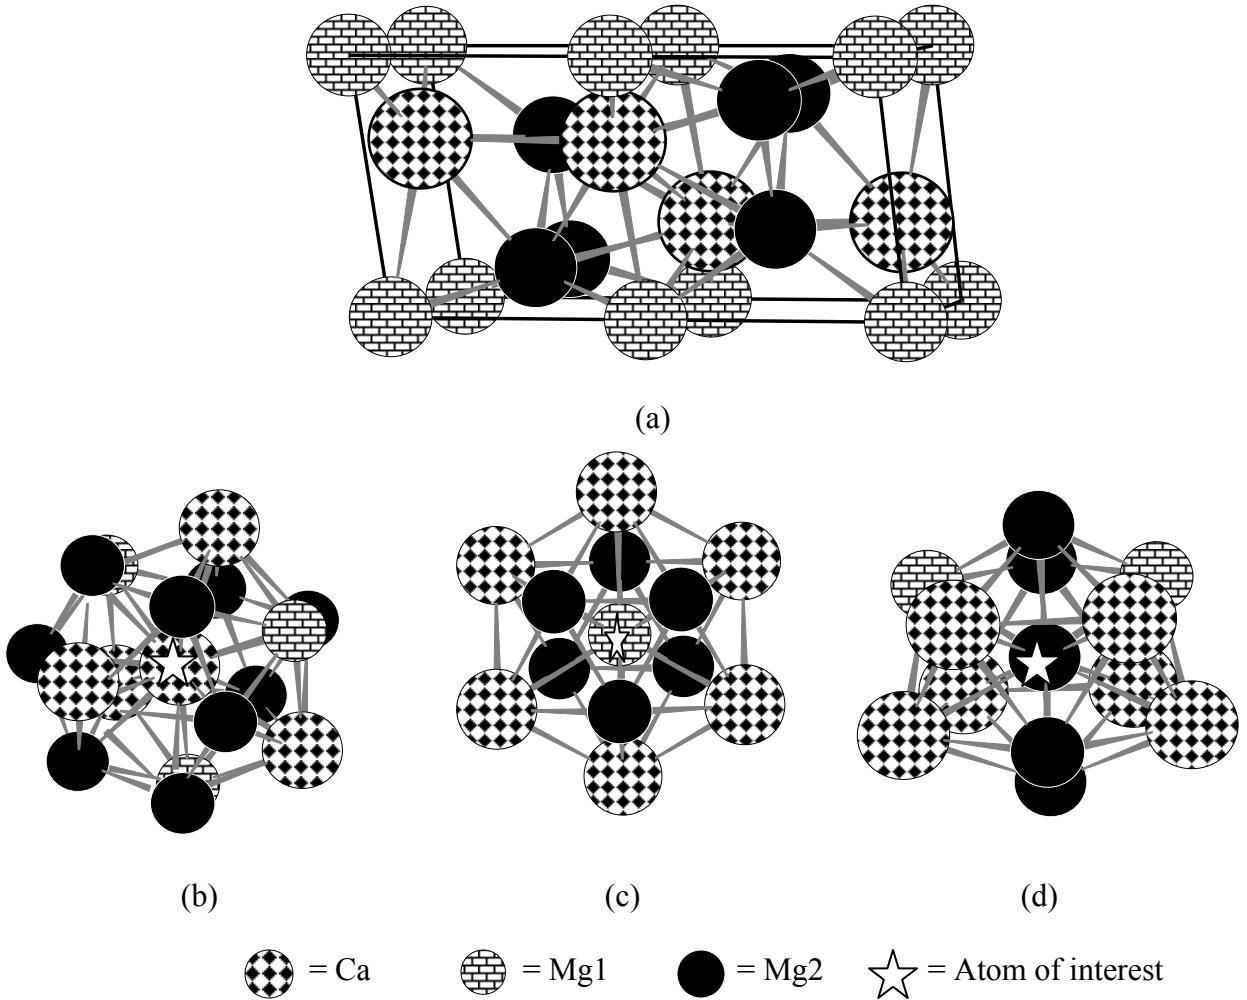 (a)
(b) (c) (d)
= Ca = Mg1 = Mg2 = Atom of interest